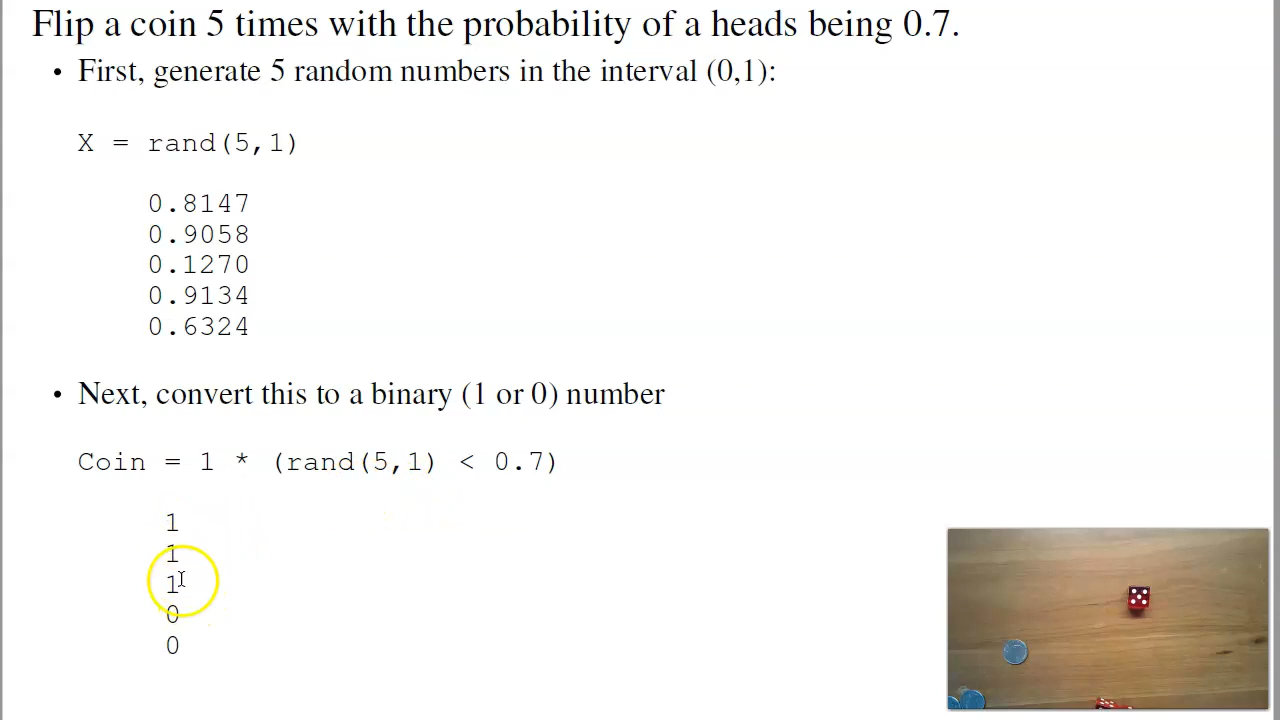 Flip a coin 5 times with the probability of a heads being 0.7.
• First, generate 5 random numbers in the interval (0,1):
X = rand(5,1)
0.8147
0.9058
0.1270
0.9134
0.6324
• Next, convert this to a binary (1 or 0) number
Coin = 1 * (rand(5,1) < 0.7)
1
1
1
0
0